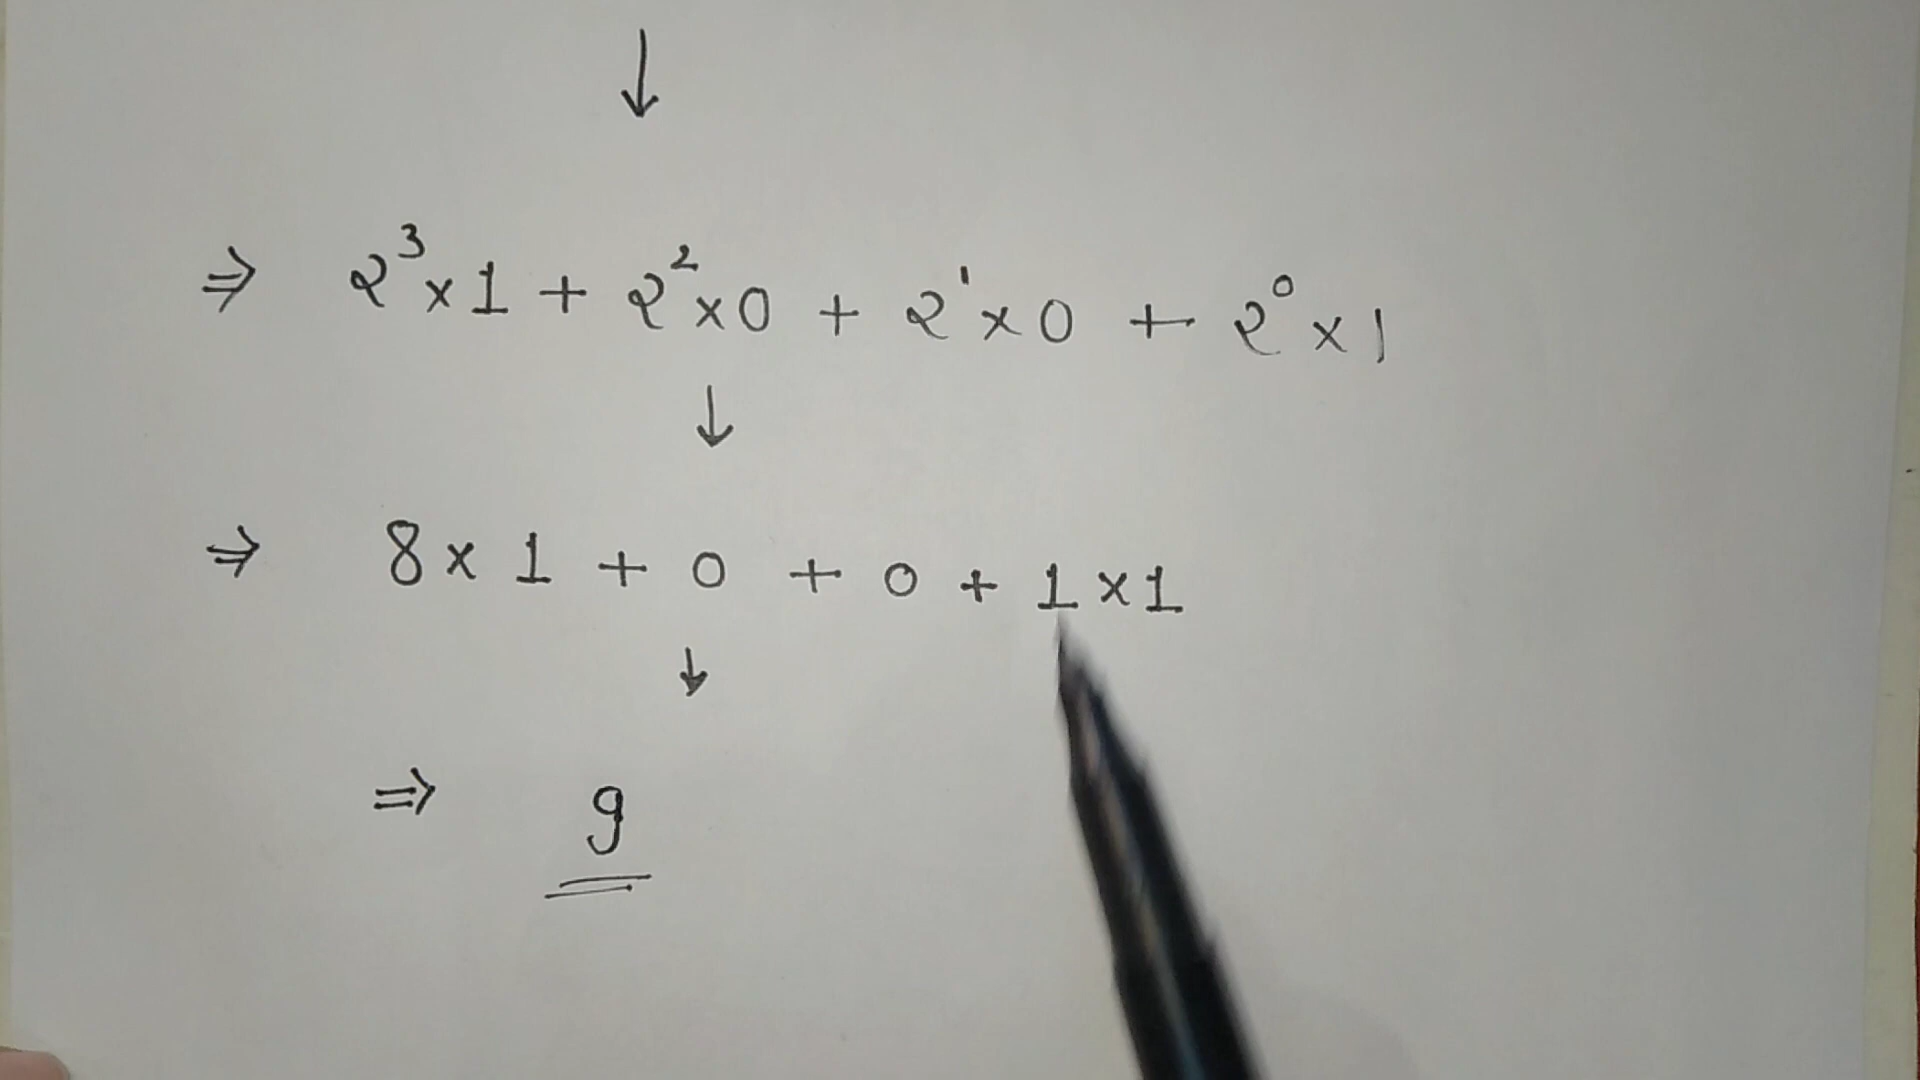 ↓
⇒ 2³×1 + 2²×0 + 2¹×0 + 2⁰×1
↓
⇒ 8×1 + 0 + 0 + 1×1
↓
⇒ 9